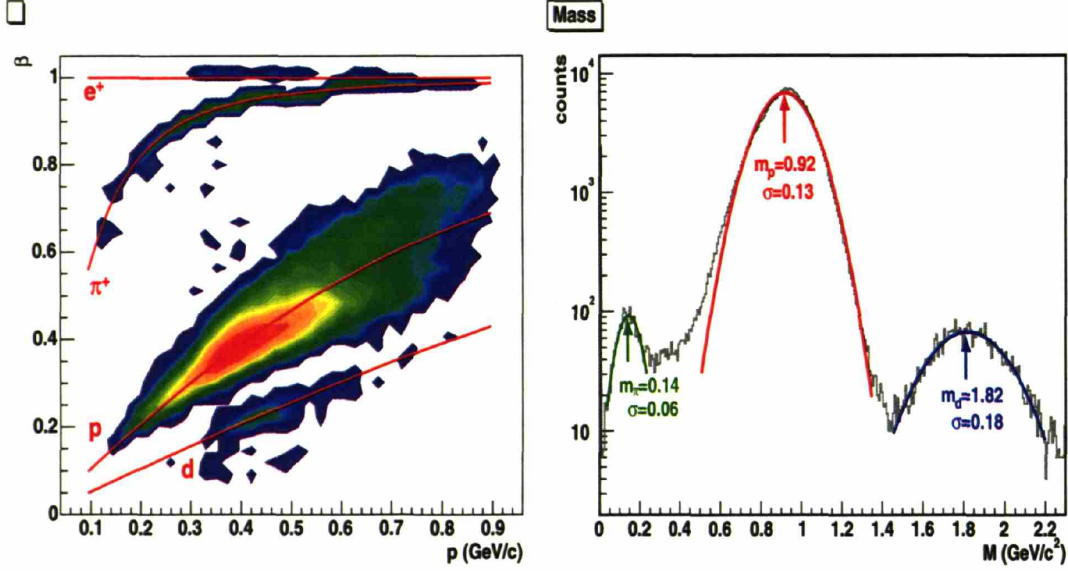 Mass
β
1
0.8
0.6
0.4
0.2
0
0.1 0.2 0.3 0.4 0.5 0.6 0.7 0.8 0.9
p (GeV/c)
e⁺
π⁺
p
d
counts
10⁴
10³
10²
10
0 0.2 0.4 0.6 0.8 1 1.2 1.4 1.6 1.8 2 2.2
M (GeV/c²)
mₚ=0.92
σ=0.13
m_π=0.14
σ=0.06
m_d=1.82
σ=0.18